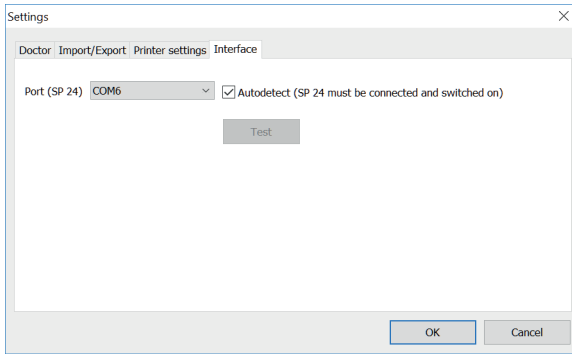 Settings
Doctor Import/Export Printer settings Interface
Port (SP 24) COM6 Autodetect (SP 24 must be connected and switched on)
Test
OK Cancel